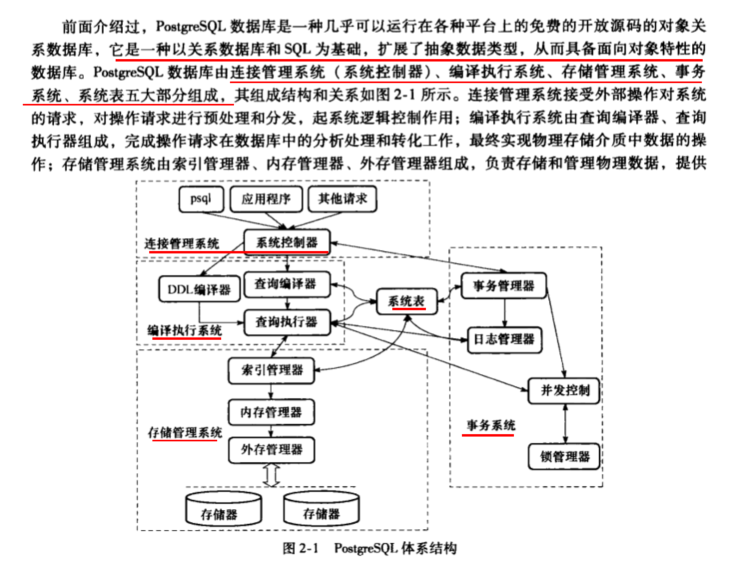 前面介绍过，PostgreSQL 数据库是一种几乎可以运行在各种平台上的免费的开放源码的对象关
系数据库，它是一种以关系数据库和SQL 为基础，扩展了抽象数据类型，从而具备面向对象特性的
数据库。PostgreSQL 数据库由连接管理系统（系统控制器）、编译执行系统、存储管理系统、事务
系统、系统表五大部分组成，其组成结构和关系如图 2-1 所示。连接管理系统接受外部操作对系统
的请求，对操作请求进行预处理和分发，起系统逻辑控制作用；编译执行系统由查询编译器、查询
执行器组成，完成操作请求在数据库中的分析处理和转化工作，最终实现物理存储介质中数据的操
作；存储管理系统由索引管理器、内存管理器、外存管理器组成，负责存储和管理物理数据，提供
psql
应用程序
其他请求
连接管理系统
系统控制器
DDL编译器
查询编译器
系统表
事务管理器
编译执行系统
查询执行器
日志管理器
索引管理器
并发控制
内存管理器
存储管理系统
事务系统
外存管理器
锁管理器
存储器
存储器
图 2-1 PostgreSQL 体系结构